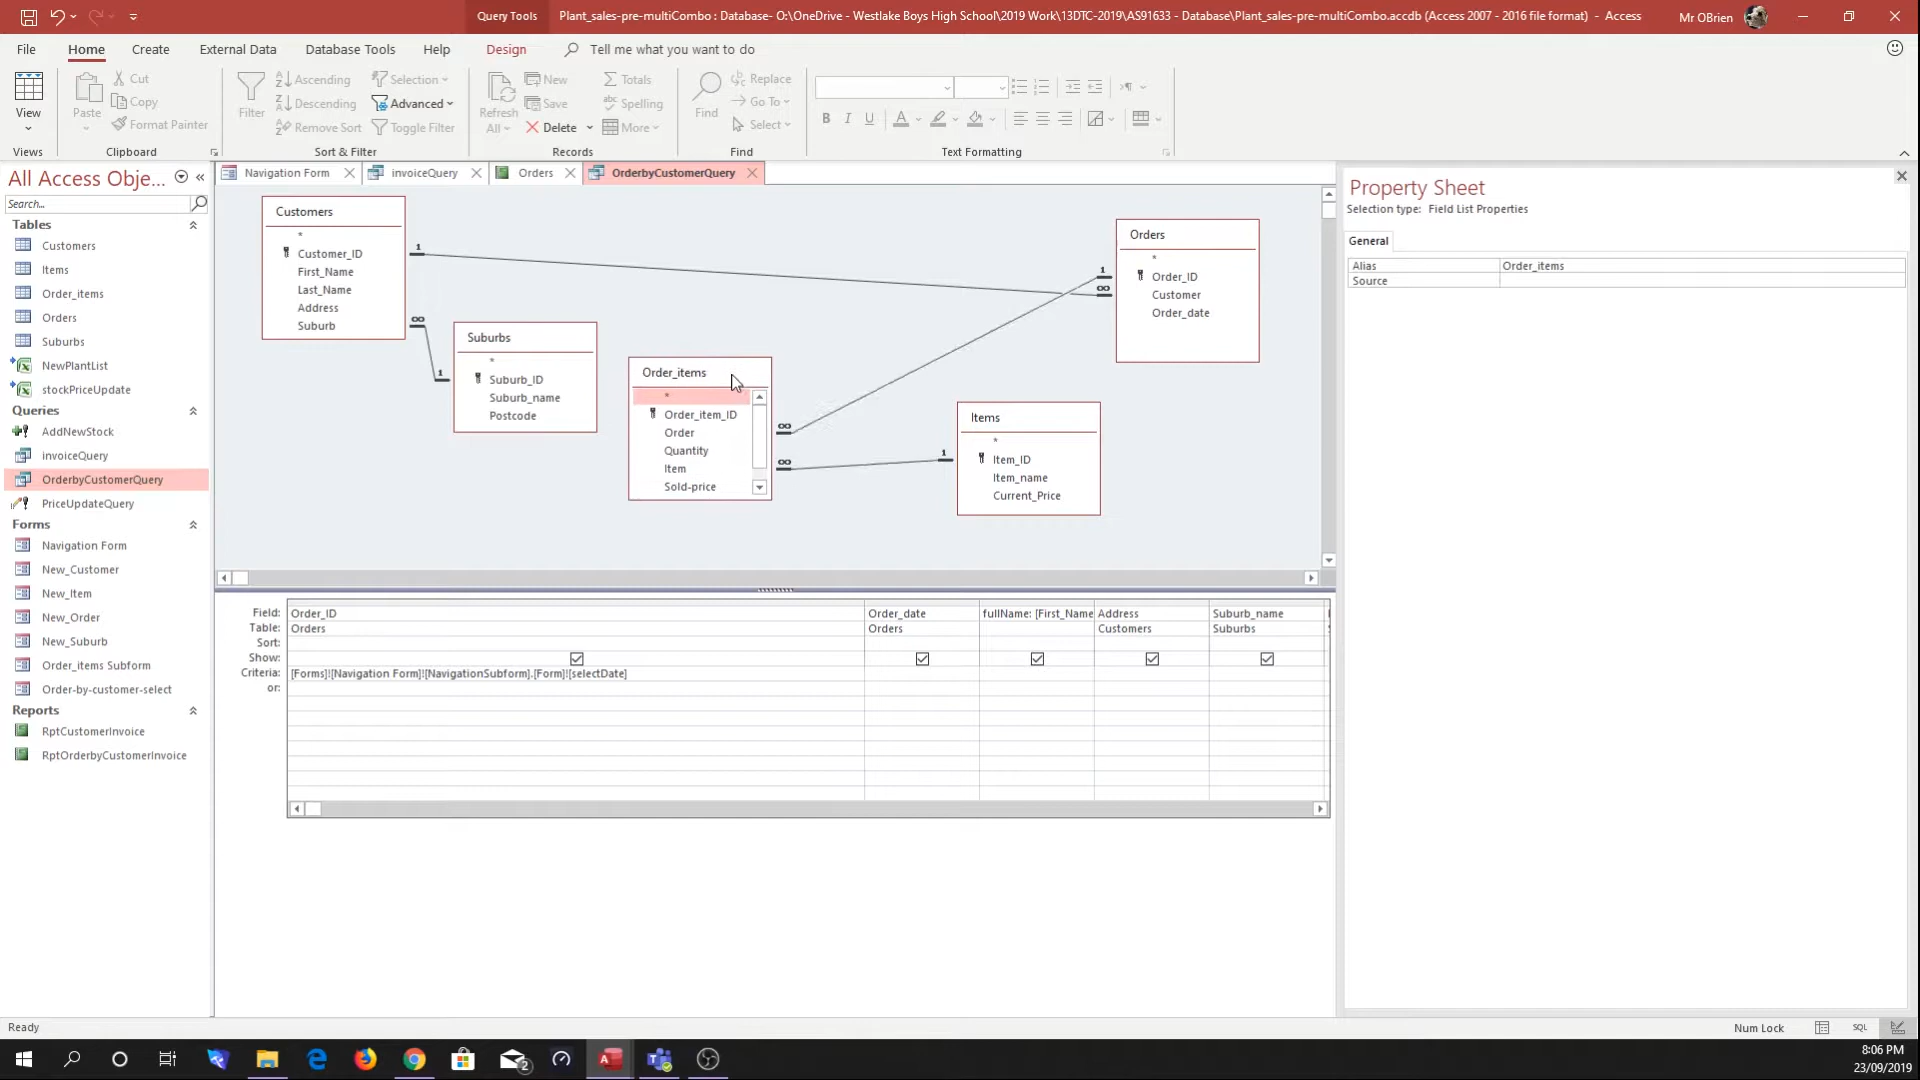 Query Tools
Plant_sales-pre-multiCombo : Database- O:\OneDrive - Westlake Boys High School\2019 Work\13DTC-2019\AS91633 - Database\Plant_sales-pre-multiCombo.accdb (Access 2007 - 2016 file format) - Access
Mr OBrien
File
Home
Create
External Data
Database Tools
Help
Design
Tell me what you want to do
View
Views
Paste
Cut
Copy
Format Painter
Clipboard
Filter
Ascending
Descending
Remove Sort
Selection
Advanced
Toggle Filter
Sort & Filter
Refresh
All
New
Save
Delete
Totals
Spelling
More
Records
Find
Replace
Go To
Select
Find
B I U
A
Text Formatting
All Access Obje...
Search...
Tables
Customers
Items
Order_items
Orders
Suburbs
NewPlantList
stockPriceUpdate
Queries
AddNewStock
invoiceQuery
OrderbyCustomerQuery
PriceUpdateQuery
Forms
Navigation Form
New_Customer
New_Item
New_Order
New_Suburb
Order_items Subform
Order-by-customer-select
Reports
RptCustomerInvoice
RptOrderbyCustomerInvoice
Navigation Form
invoiceQuery
Orders
OrderbyCustomerQuery
Customers
*
Customer_ID
First_Name
Last_Name
Address
Suburb
1
∞
1
Suburbs
*
Suburb_ID
Suburb_name
Postcode
Order_items
*
Order_item_ID
Order
Quantity
Item
Sold-price
∞
∞
1
Items
*
Item_ID
Item_name
Current_Price
1
∞
Orders
*
Order_ID
Customer
Order_date
Field: Order_ID Order_date fullName: [First_Name Address Suburb_name
Table: Orders Orders Customers Suburbs
Sort:
Show:
Criteria: [Forms]![Navigation Form]![NavigationSubform].[Form]![selectDate]
or:
Property Sheet
Selection type: Field List Properties
General
Alias Order_items
Source
Ready
Num Lock
SQL
2
8:06 PM
23/09/2019